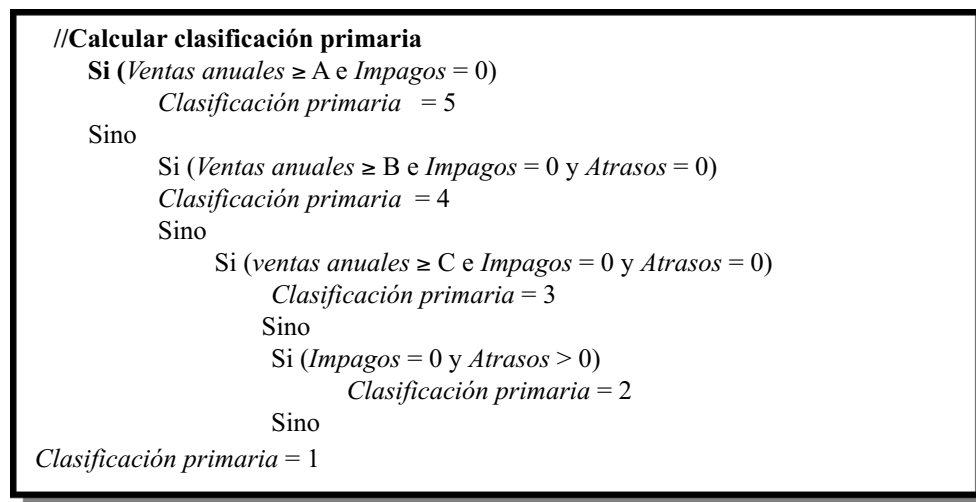 //Calcular clasificación primaria
Si (Ventas anuales ≥ A e Impagos = 0)
Clasificación primaria = 5
Sino
Si (Ventas anuales ≥ B e Impagos = 0 y Atrasos = 0)
Clasificación primaria = 4
Sino
Si (ventas anuales ≥ C e Impagos = 0 y Atrasos = 0)
Clasificación primaria = 3
Sino
Si (Impagos = 0 y Atrasos > 0)
Clasificación primaria = 2
Sino
Clasificación primaria = 1